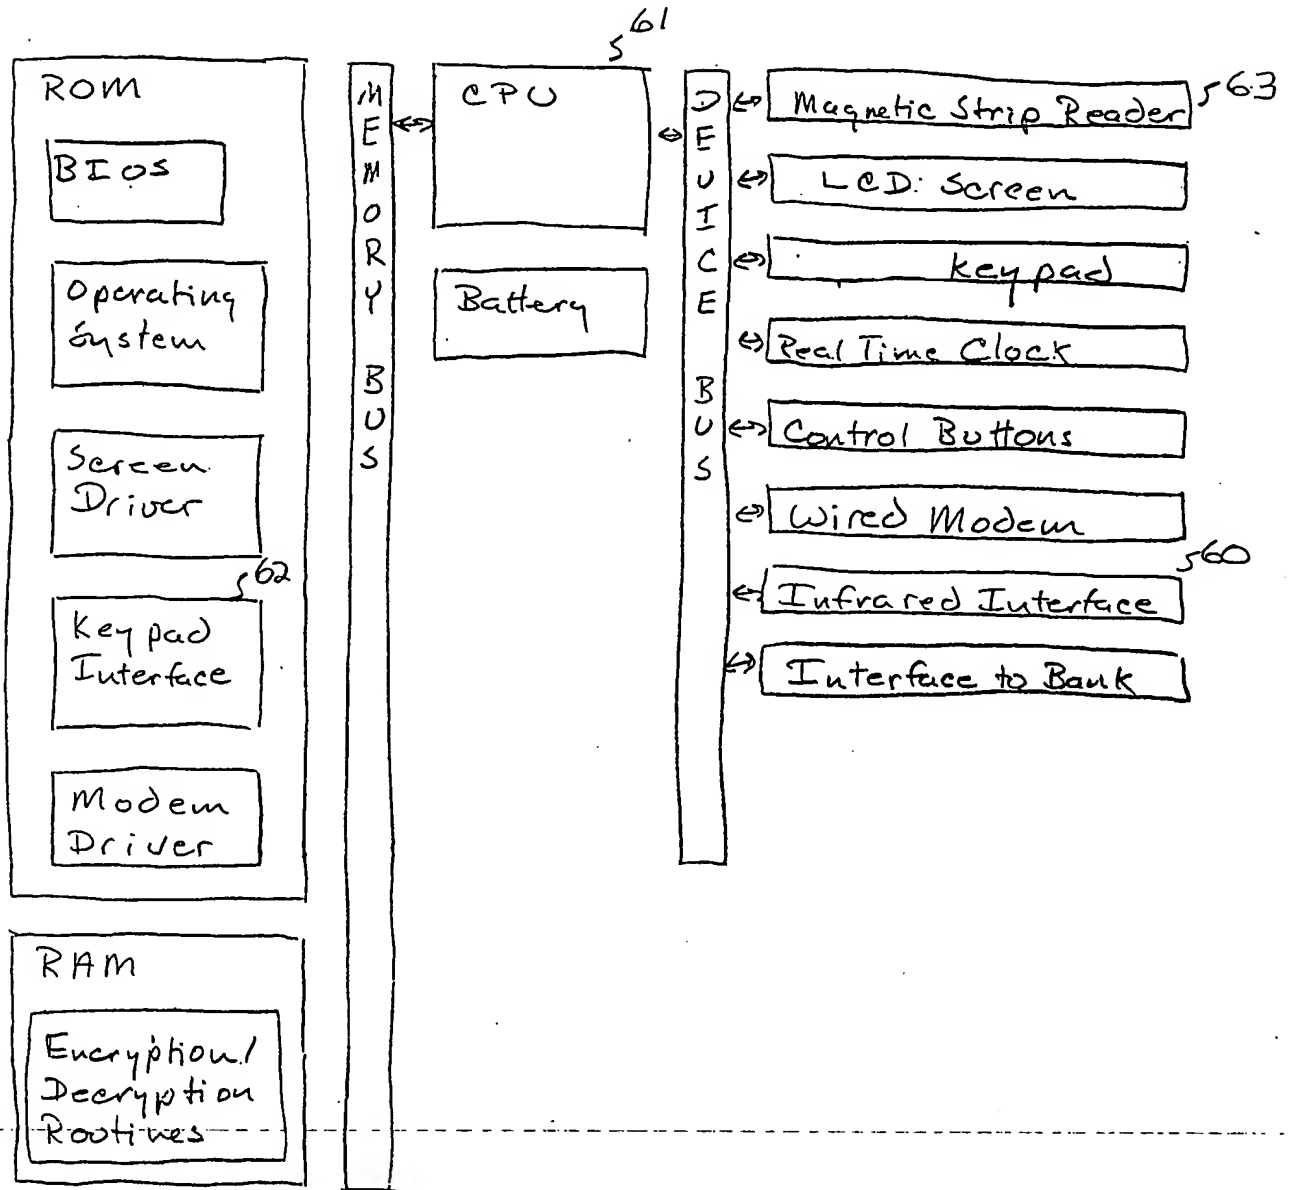 ROM
BIOS
Operating
System
Screen
Driver
62
Keypad
Interface
Modem
Driver
RAM
Encryption/
Decryption
Routines
MEMORY BUS
61
CPU
Battery
DEVICE BUS
63
Magnetic Strip Reader
LCD Screen
Keypad
Real Time Clock
Control Buttons
Wired Modem
60
Infrared Interface
Interface to Bank